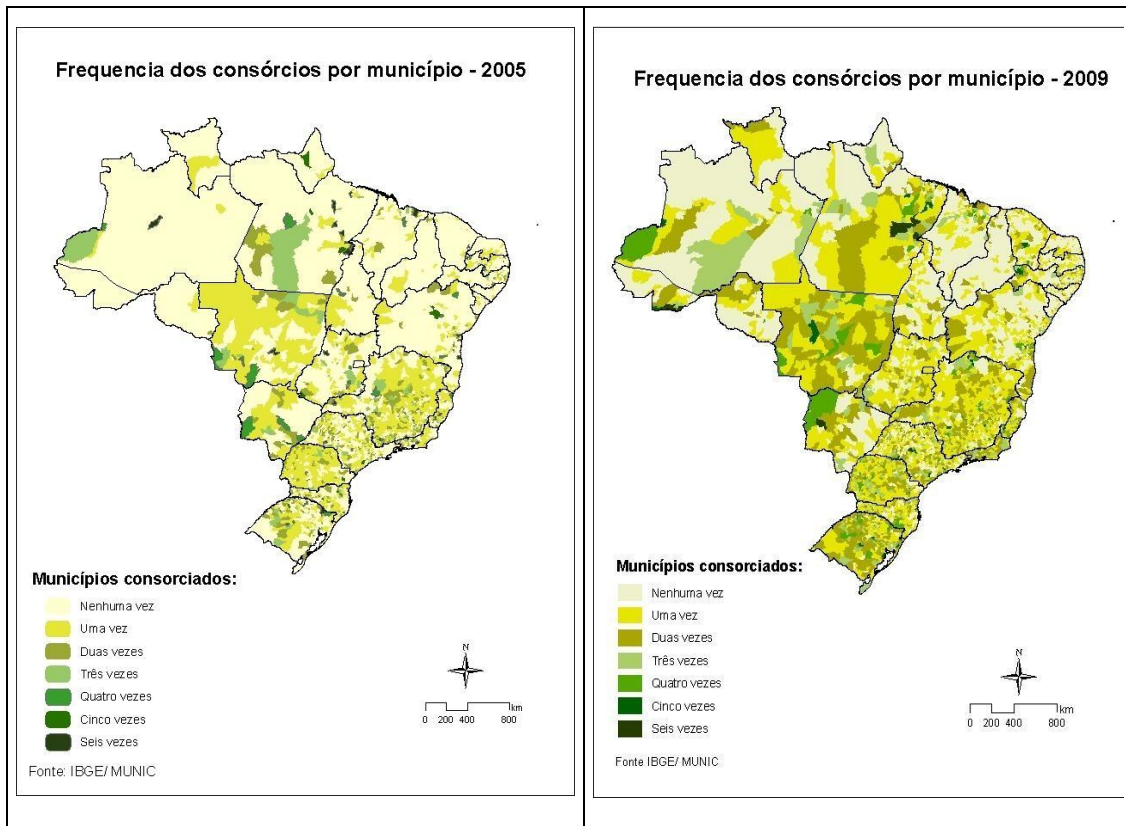 Frequencia dos consórcios por município - 2005
Municípios consorciados:
Nenhuma vez
Uma vez
Duas vezes
Três vezes
Quatro vezes
Cinco vezes
Seis vezes
Fonte: IBGE/ MUNIC
N
km
0 200 400 800
Frequencia dos consórcios por município - 2009
Municípios consorciados:
Nenhuma vez
Uma vez
Duas vezes
Três vezes
Quatro vezes
Cinco vezes
Seis vezes
Fonte IBGE/ MUNIC
N
km
0 200 400 800